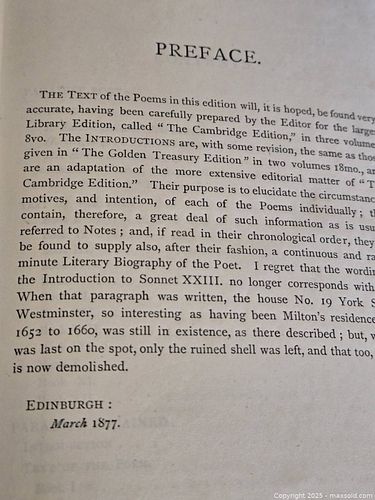 PREFACE.
THE TEXT of the Poems in this edition will, it is hoped, be found very
accurate, having been carefully prepared by the Editor for the large
Library Edition, called "The Cambridge Edition," in three volume
8vo. The INTRODUCTIONS are, with some revision, the same as thos
given in "The Golden Treasury Edition" in two volumes 18mo., an
are an adaptation of the more extensive editorial matter of "T
Cambridge Edition." Their purpose is to elucidate the circumstanc
motives, and intention, of each of the Poems individually; th
contain, therefore, a great deal of such information as is usu
referred to Notes; and, if read in their chronological order, they
be found to supply also, after their fashion, a continuous and ra
minute Literary Biography of the Poet. I regret that the wordin
the Introduction to Sonnet XXIII. no longer corresponds with
When that paragraph was written, the house No. 19 York S
Westminster, so interesting as having been Milton's residence
1652 to 1660, was still in existence, as there described; but, w
was last on the spot, only the ruined shell was left, and that too,
is now demolished.
EDINBURGH:
March 1877.
Copyright © 2025 - maxsold.com